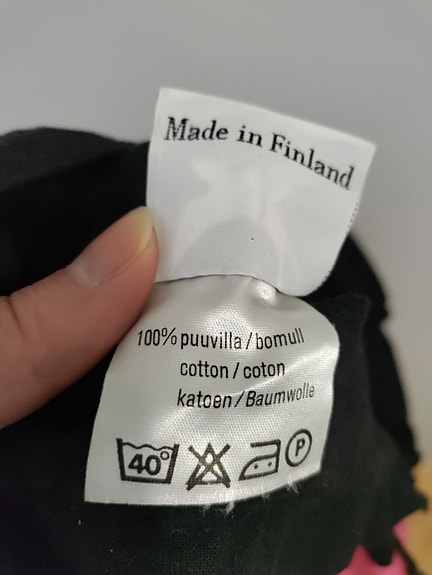 Made in Finland
100% puuvilla / bomull
cotton / coton
katoen / Baumwolle
40°
P